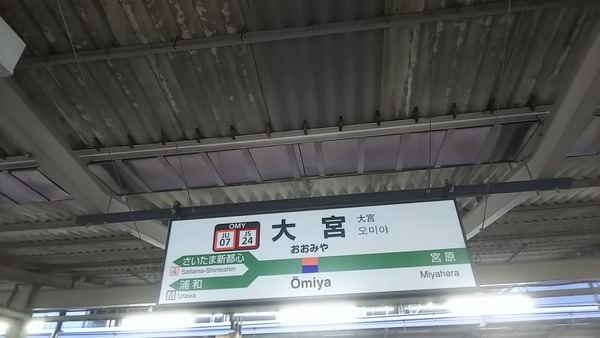 OMY
JU
07
JS
24
大宮
おおみや
大宮
오미야
さいたま新都心
Saitama-Shintoshin
浦和
Urawa
Ōmiya
宮原
Miyahara